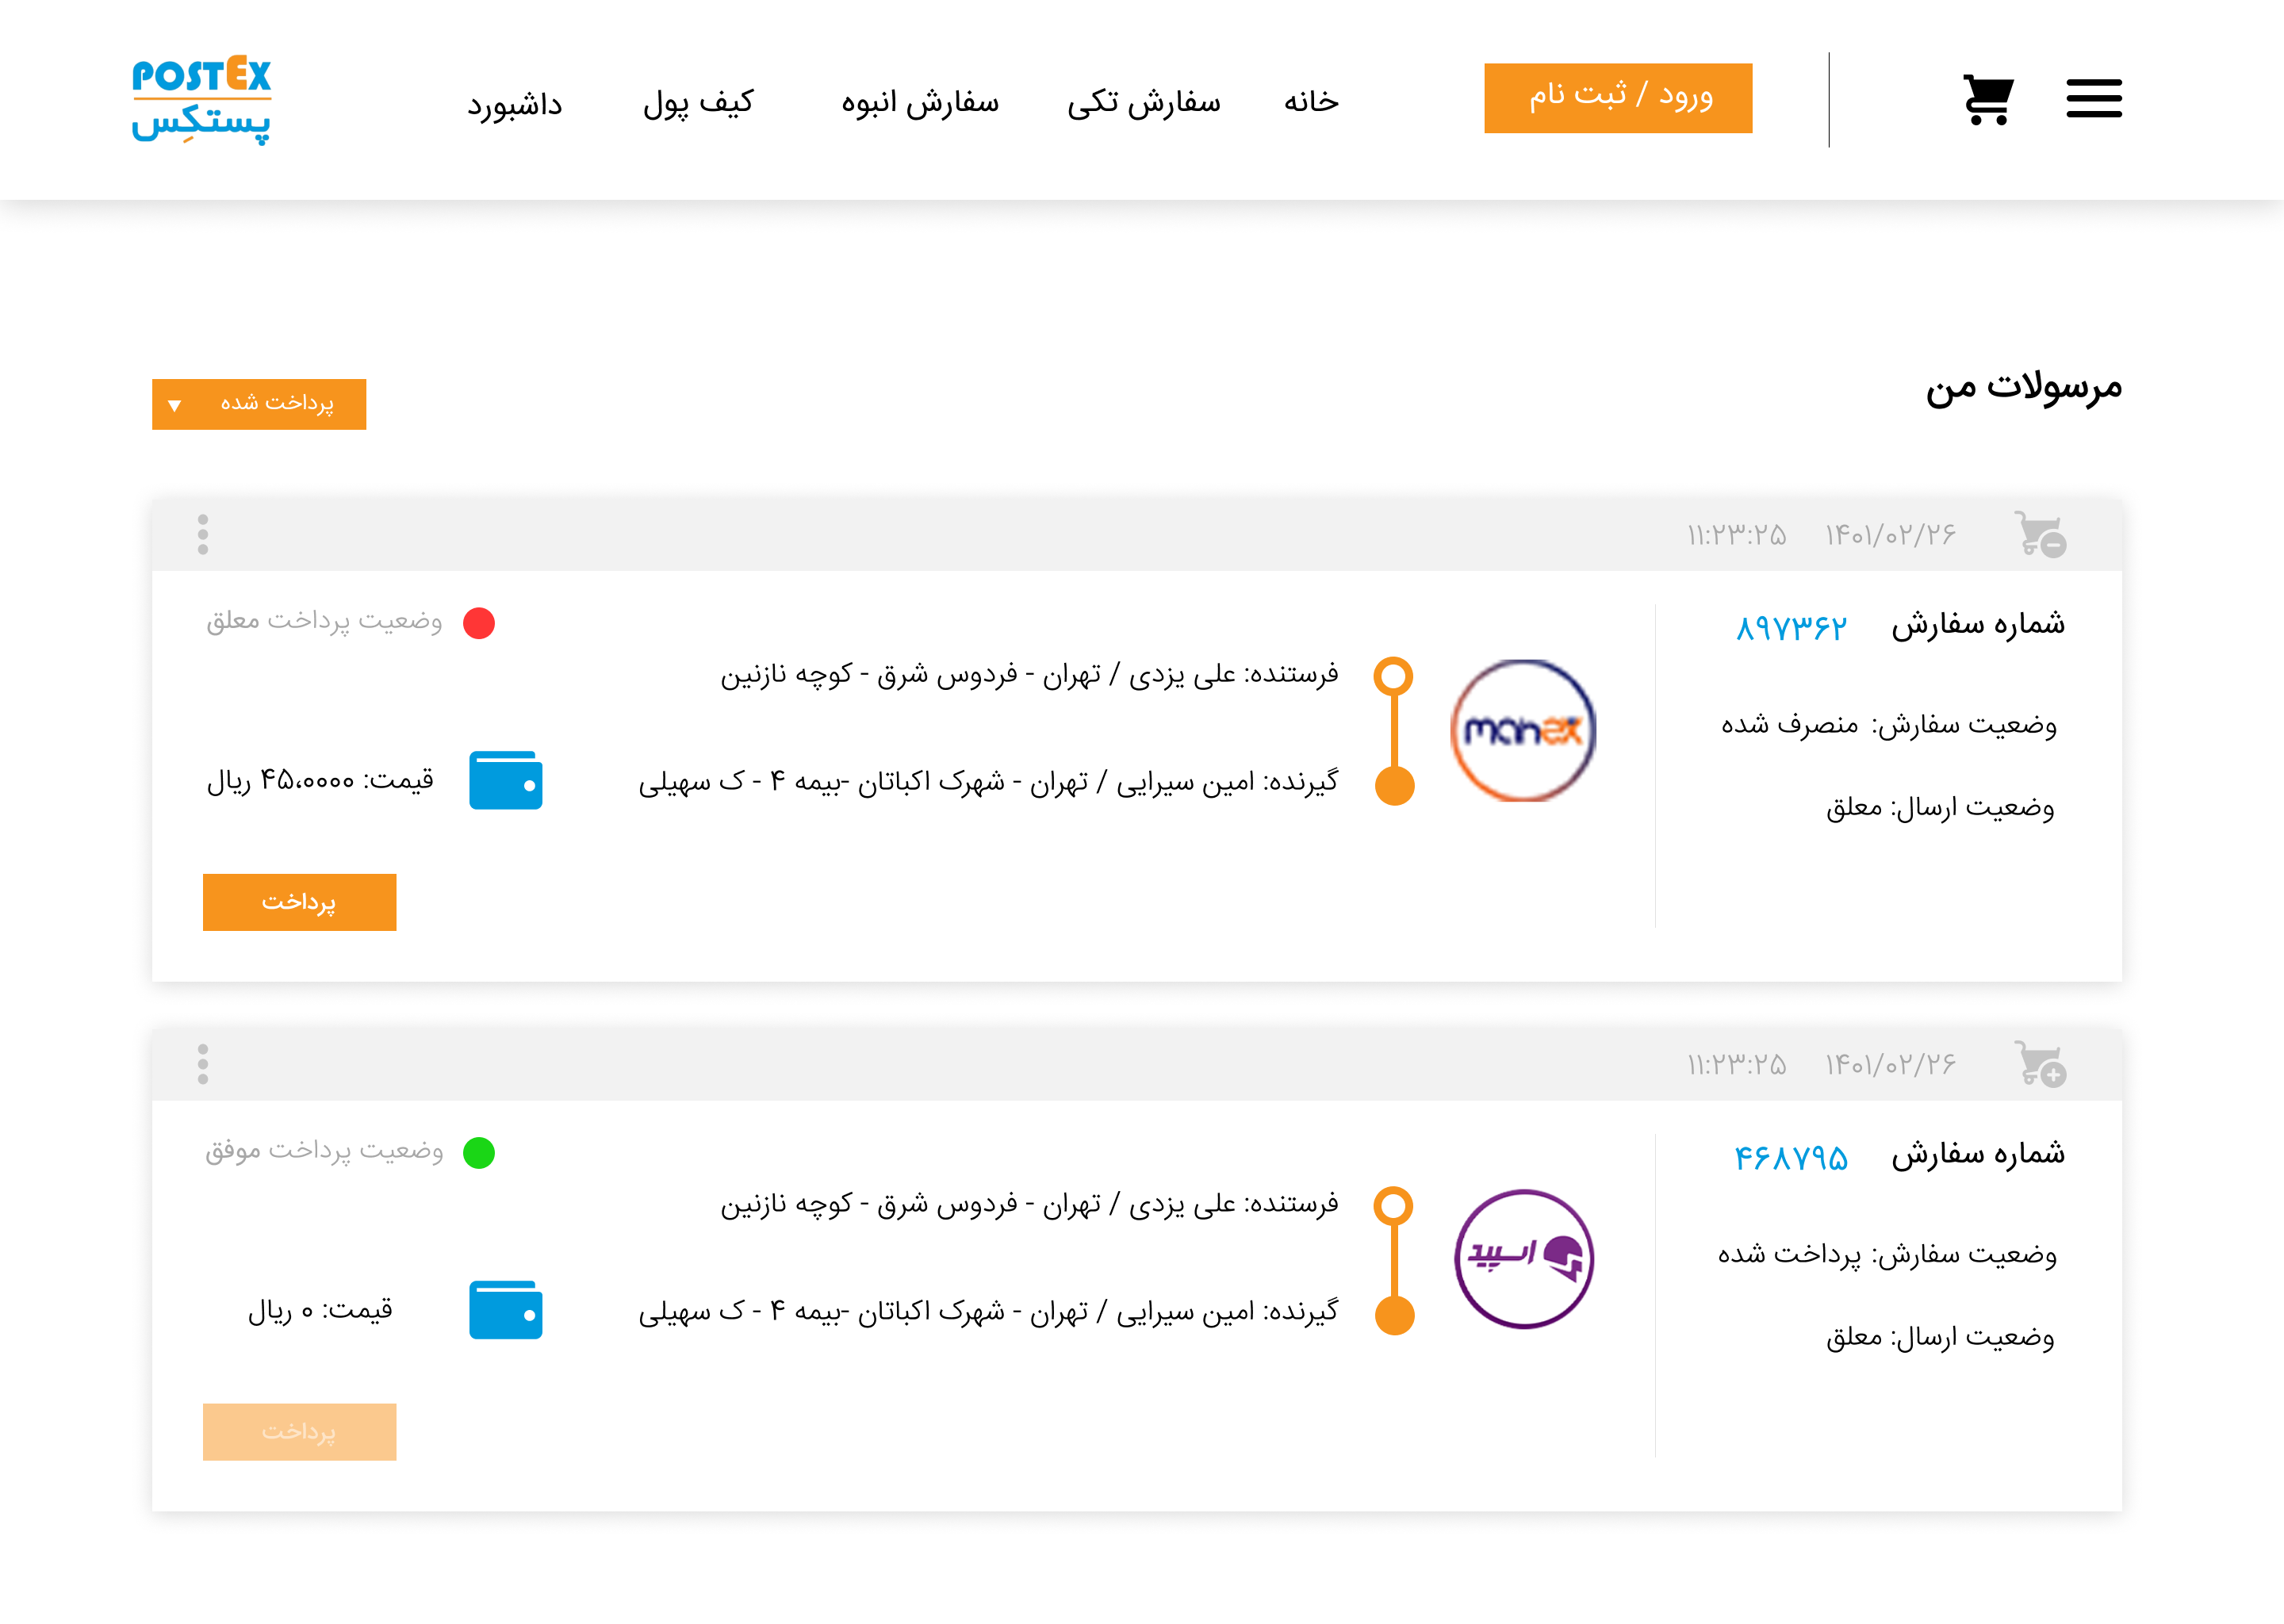 ورود / ثبت نام
خانه
سفارش تکی
سفارش انبوه
کیف پول
داشبورد
POSTEX
پستکِس
مرسولات من
پرداخت شده
۱۴۰۱/۰۲/۲۶ ۱۱:۲۳:۲۵
شماره سفارش ۸۹۷۳۶۲
وضعیت سفارش: منصرف شده
وضعیت ارسال: معلق
manex
فرستنده: علی یزدی / تهران - فردوس شرق - کوچه نازنین
گیرنده: امین سیرایی / تهران - شهرک اکباتان -بیمه ۴ - ک سهیلی
وضعیت پرداخت معلق
قیمت: ۴۵،۰۰۰۰ ریال
پرداخت
۱۴۰۱/۰۲/۲۶ ۱۱:۲۳:۲۵
شماره سفارش ۴۶۸۷۹۵
وضعیت سفارش: پرداخت شده
وضعیت ارسال: معلق
اسپید
فرستنده: علی یزدی / تهران - فردوس شرق - کوچه نازنین
گیرنده: امین سیرایی / تهران - شهرک اکباتان -بیمه ۴ - ک سهیلی
وضعیت پرداخت موفق
قیمت: ۰ ریال
پرداخت